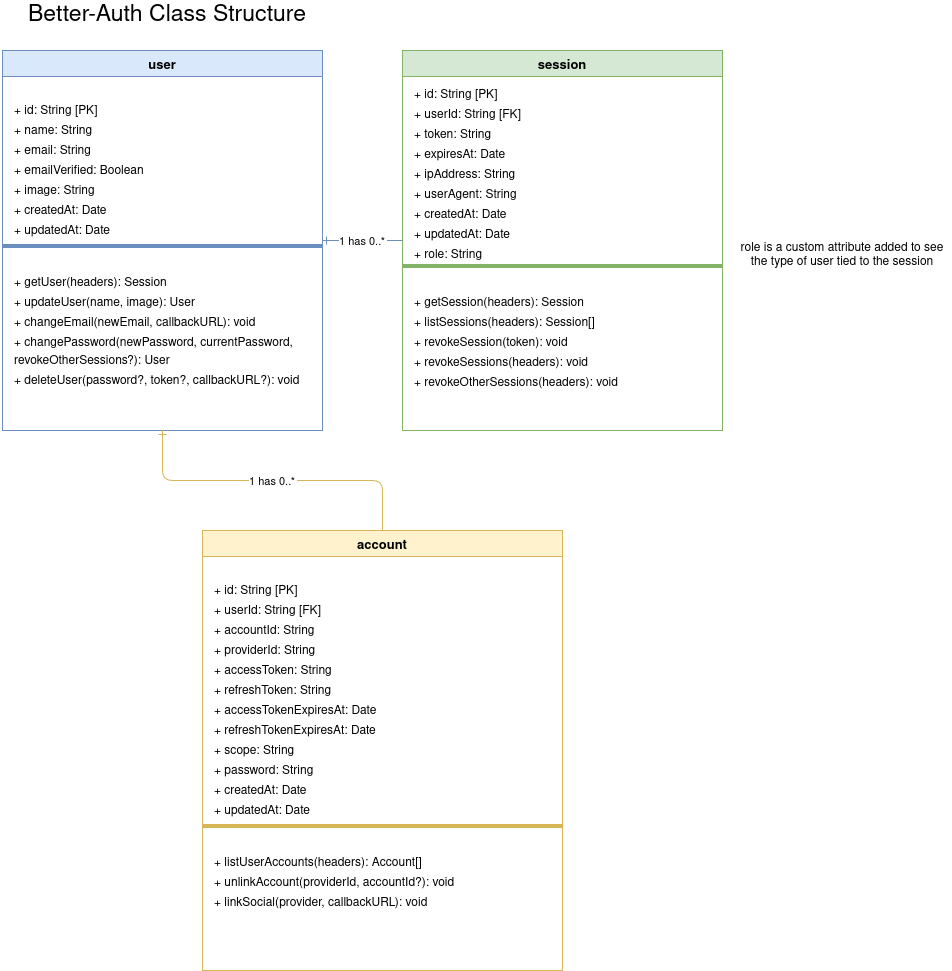 Better-Auth Class Structure
user
+ id: String [PK]
+ name: String
+ email: String
+ emailVerified: Boolean
+ image: String
+ createdAt: Date
+ updatedAt: Date
+ getUser(headers): Session
+ updateUser(name, image): User
+ changeEmail(newEmail, callbackURL): void
+ changePassword(newPassword, currentPassword,
revokeOtherSessions?): User
+ deleteUser(password?, token?, callbackURL?): void
1 has 0..*
session
+ id: String [PK]
+ userId: String [FK]
+ token: String
+ expiresAt: Date
+ ipAddress: String
+ userAgent: String
+ createdAt: Date
+ updatedAt: Date
+ role: String
+ getSession(headers): Session
+ listSessions(headers): Session[]
+ revokeSession(token): void
+ revokeSessions(headers): void
+ revokeOtherSessions(headers): void
role is a custom attribute added to see
the type of user tied to the session
1 has 0..*
account
+ id: String [PK]
+ userId: String [FK]
+ accountId: String
+ providerId: String
+ accessToken: String
+ refreshToken: String
+ accessTokenExpiresAt: Date
+ refreshTokenExpiresAt: Date
+ scope: String
+ password: String
+ createdAt: Date
+ updatedAt: Date
+ listUserAccounts(headers): Account[]
+ unlinkAccount(providerId, accountId?): void
+ linkSocial(provider, callbackURL): void